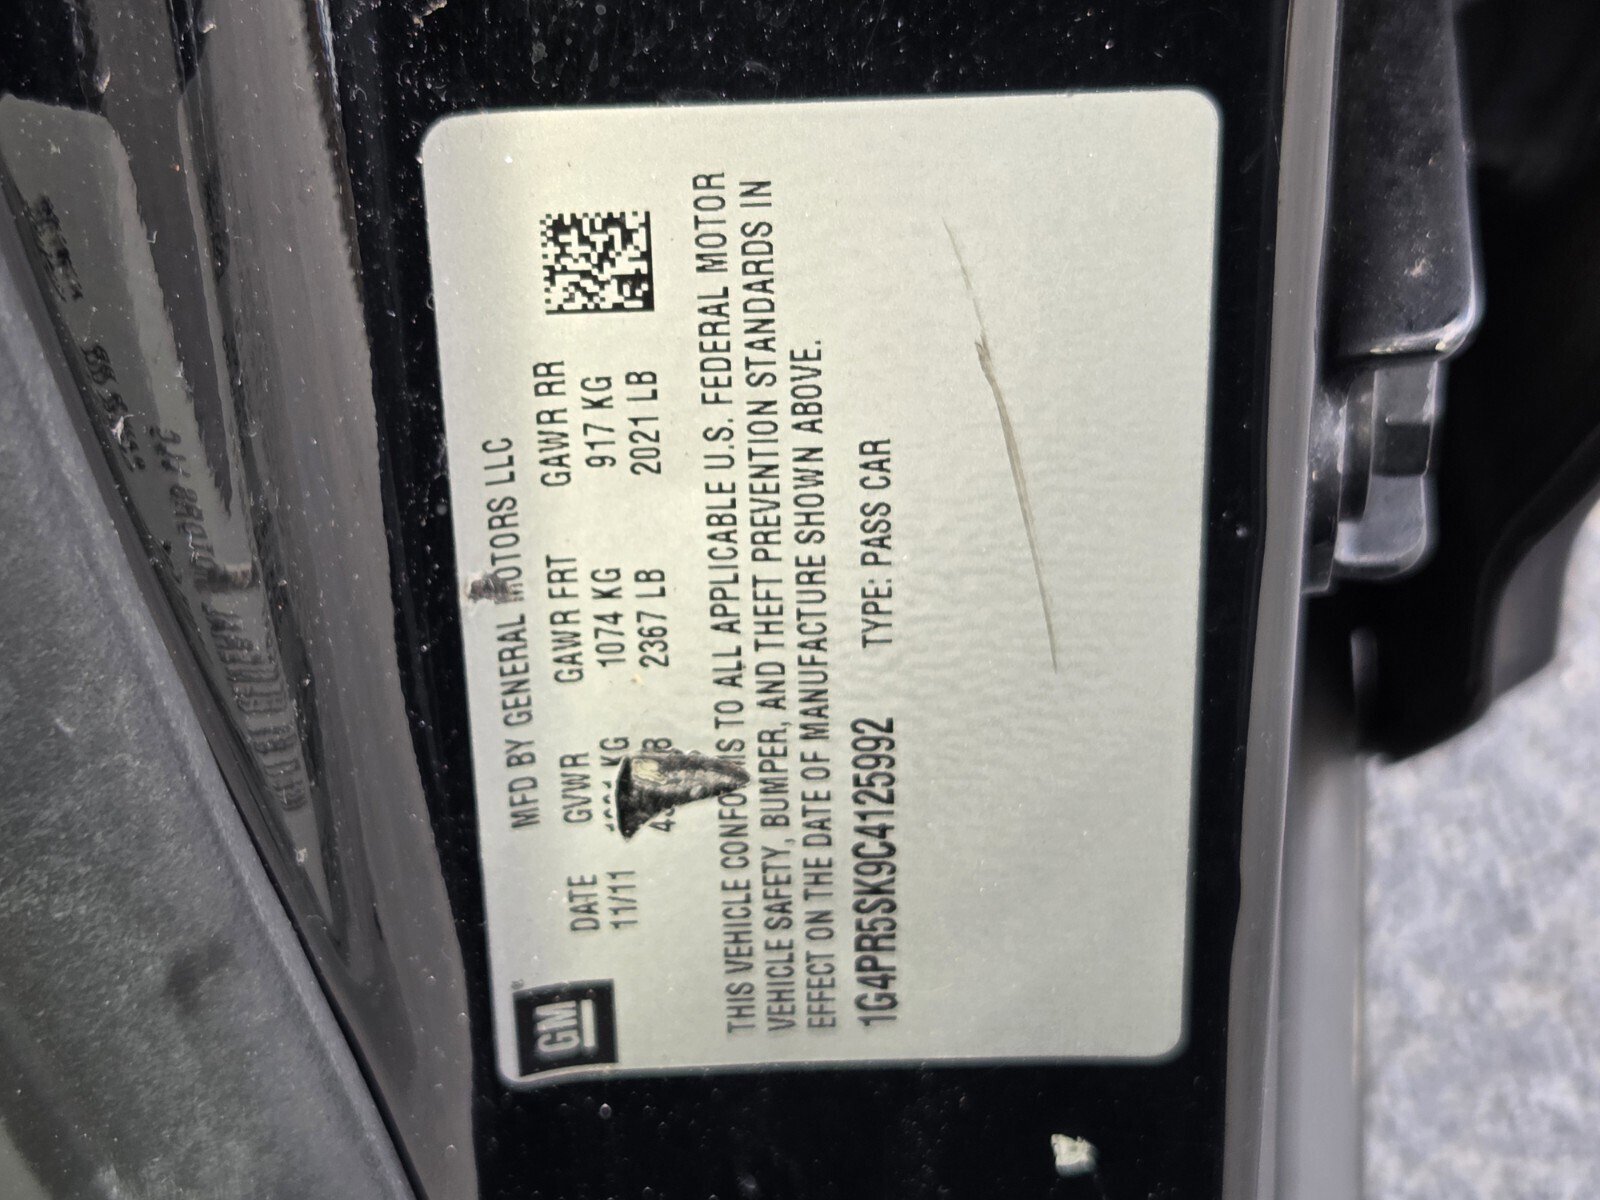 GM
MFD BY GENERAL MOTORS LLC
DATE GVWR GAWR FRT GAWR RR
11/11 KG 1074 KG 917 KG
2367 LB 2021 LB
THIS VEHICLE CONFORMS TO ALL APPLICABLE U.S. FEDERAL MOTOR
VEHICLE SAFETY, BUMPER, AND THEFT PREVENTION STANDARDS IN
EFFECT ON THE DATE OF MANUFACTURE SHOWN ABOVE.
1G4PR5SK9C4125992 TYPE: PASS CAR